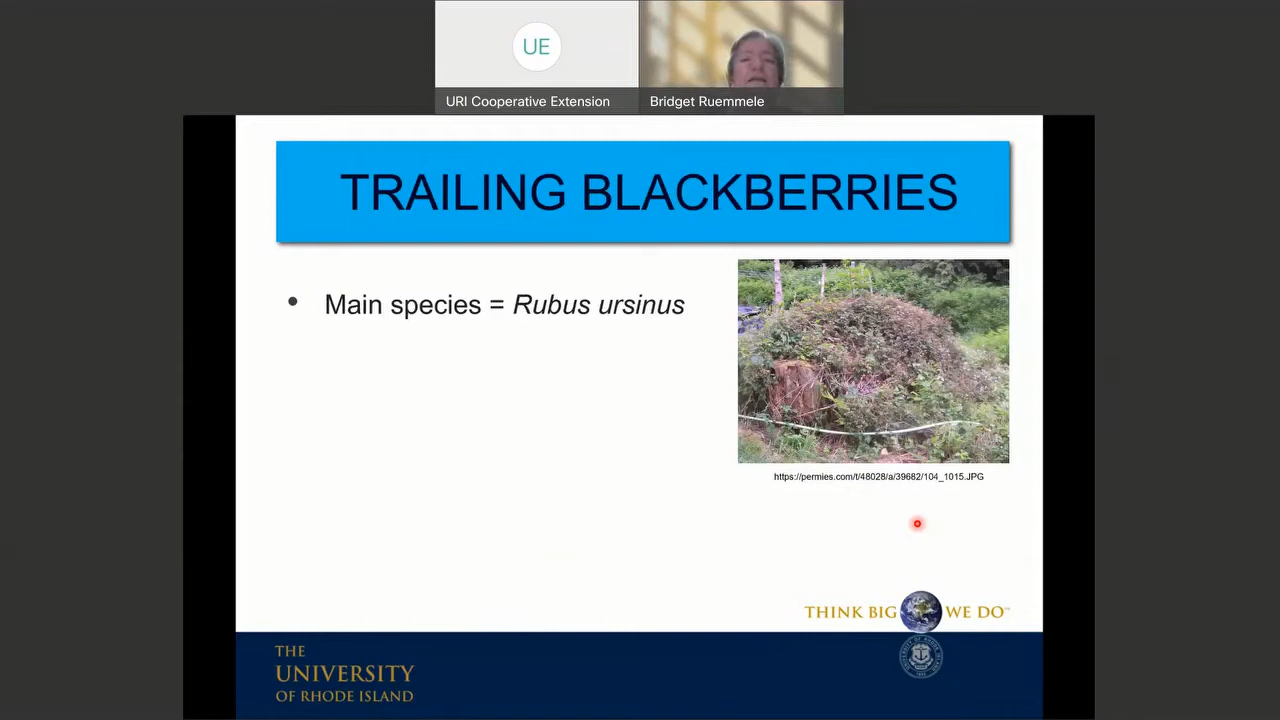 UE
URI Cooperative Extension
Bridget Ruemmele
TRAILING BLACKBERRIES
• Main species = Rubus ursinus
https://permies.com/t/48028/a/39682/104_1015.JPG
THINK BIG WE DO™
THE
UNIVERSITY
OF RHODE ISLAND